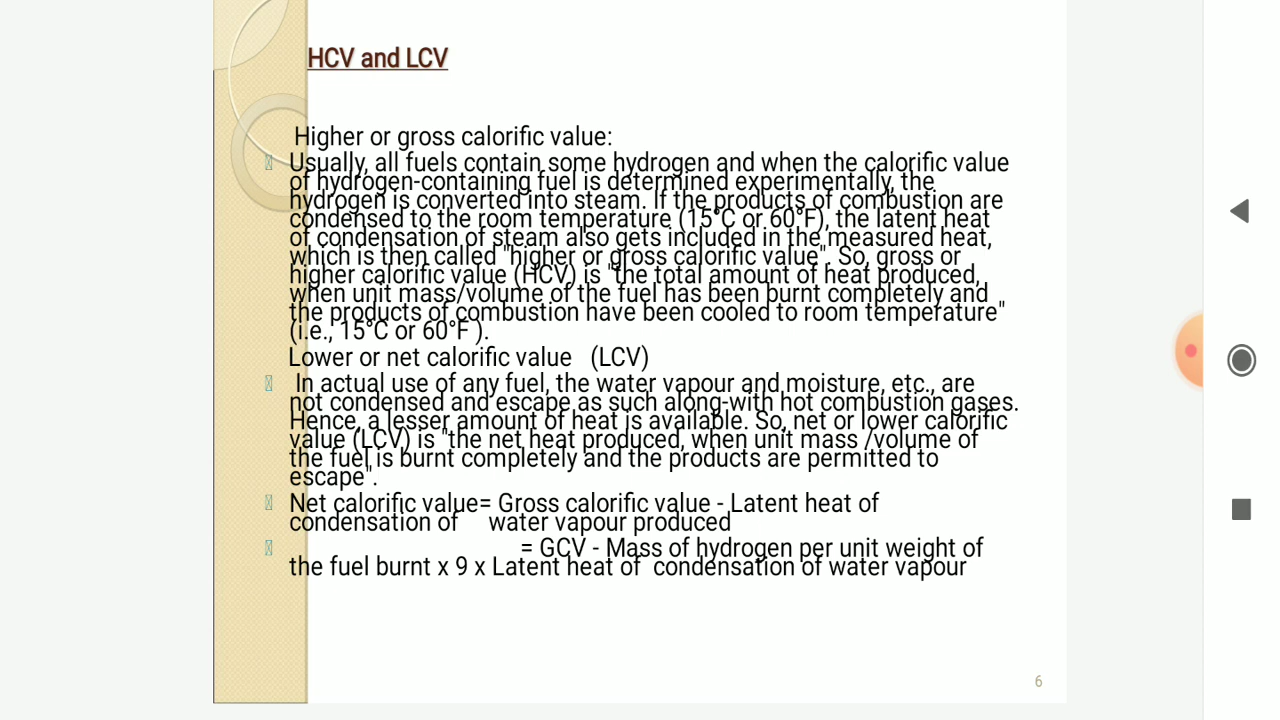 HCV and LCV
Higher or gross calorific value:
Usually, all fuels contain some hydrogen and when the calorific value
of hydrogen-containing fuel is determined experimentally, the
hydrogen is converted into steam. If the products of combustion are
condensed to the room temperature (15°C or 60°F), the latent heat
of condensation of steam also gets included in the measured heat,
which is then called "higher or gross calorific value". So, gross or
higher calorific value (HCV) is "the total amount of heat produced,
when unit mass/volume of the fuel has been burnt completely and
the products of combustion have been cooled to room temperature"
(i.e., 15°C or 60°F ).
Lower or net calorific value (LCV)
In actual use of any fuel, the water vapour and moisture, etc., are
not condensed and escape as such along-with hot combustion gases.
Hence, a lesser amount of heat is available. So, net or lower calorific
value (LCV) is "the net heat produced, when unit mass /volume of
the fuel is burnt completely and the products are permitted to
escape".
Net calorific value= Gross calorific value - Latent heat of
condensation of water vapour produced
= GCV - Mass of hydrogen per unit weight of
the fuel burnt x 9 x Latent heat of condensation of water vapour
6